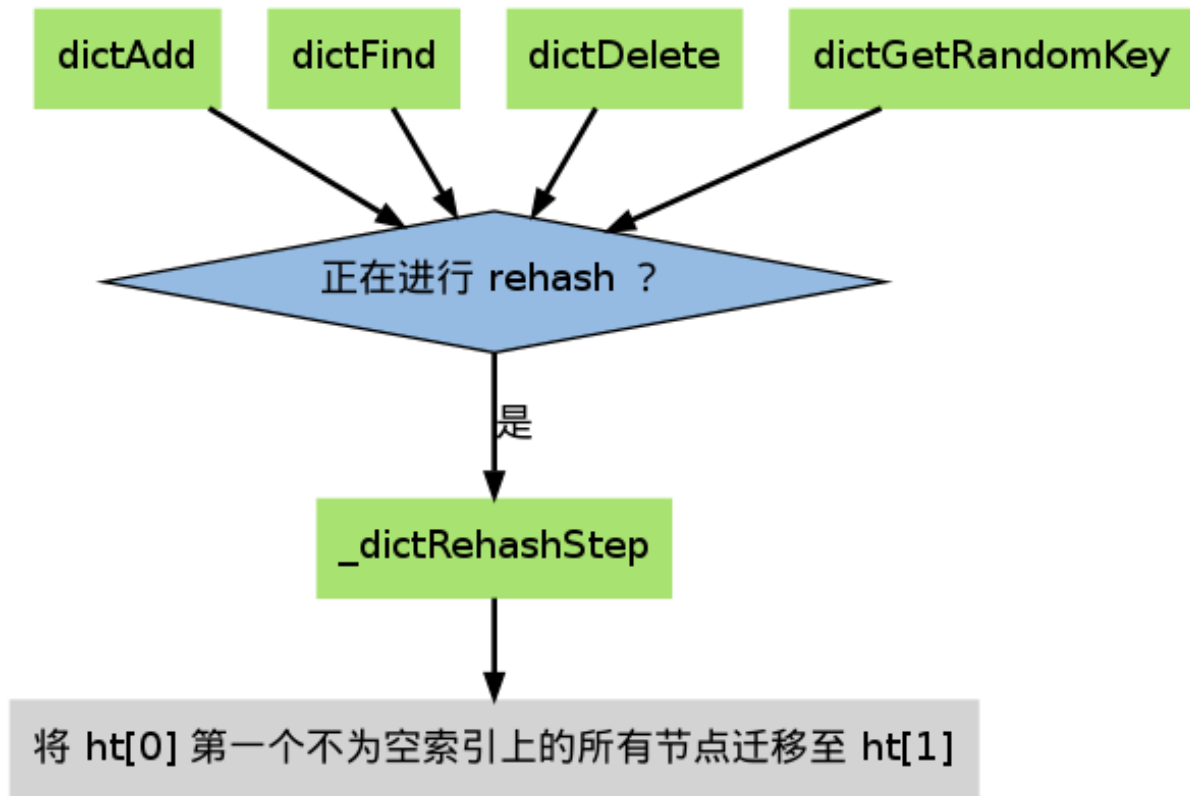 dictAdd
dictFind
dictDelete
dictGetRandomKey
正在进行 rehash ？
是
_dictRehashStep
将 ht[0] 第一个不为空索引上的所有节点迁移至 ht[1]